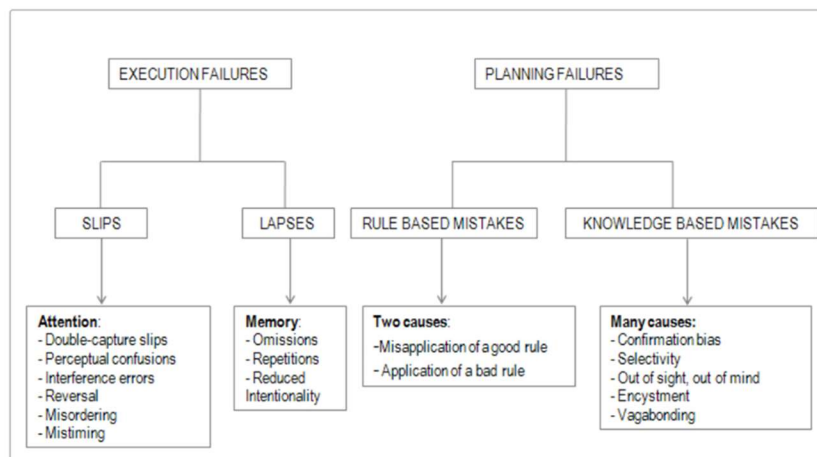 EXECUTION FAILURES
PLANNING FAILURES
SLIPS
LAPSES
RULE BASED MISTAKES
KNOWLEDGE BASED MISTAKES
Attention:
- Double-capture slips
- Perceptual confusions
- Interference errors
- Reversal
- Misordering
- Mistiming
Memory:
- Omissions
- Repetitions
- Reduced
Intentionality
Two causes:
-Misapplication of a good rule
- Application of a bad rule
Many causes:
- Confirmation bias
- Selectivity
- Out of sight, out of mind
- Encystment
- Vagabonding